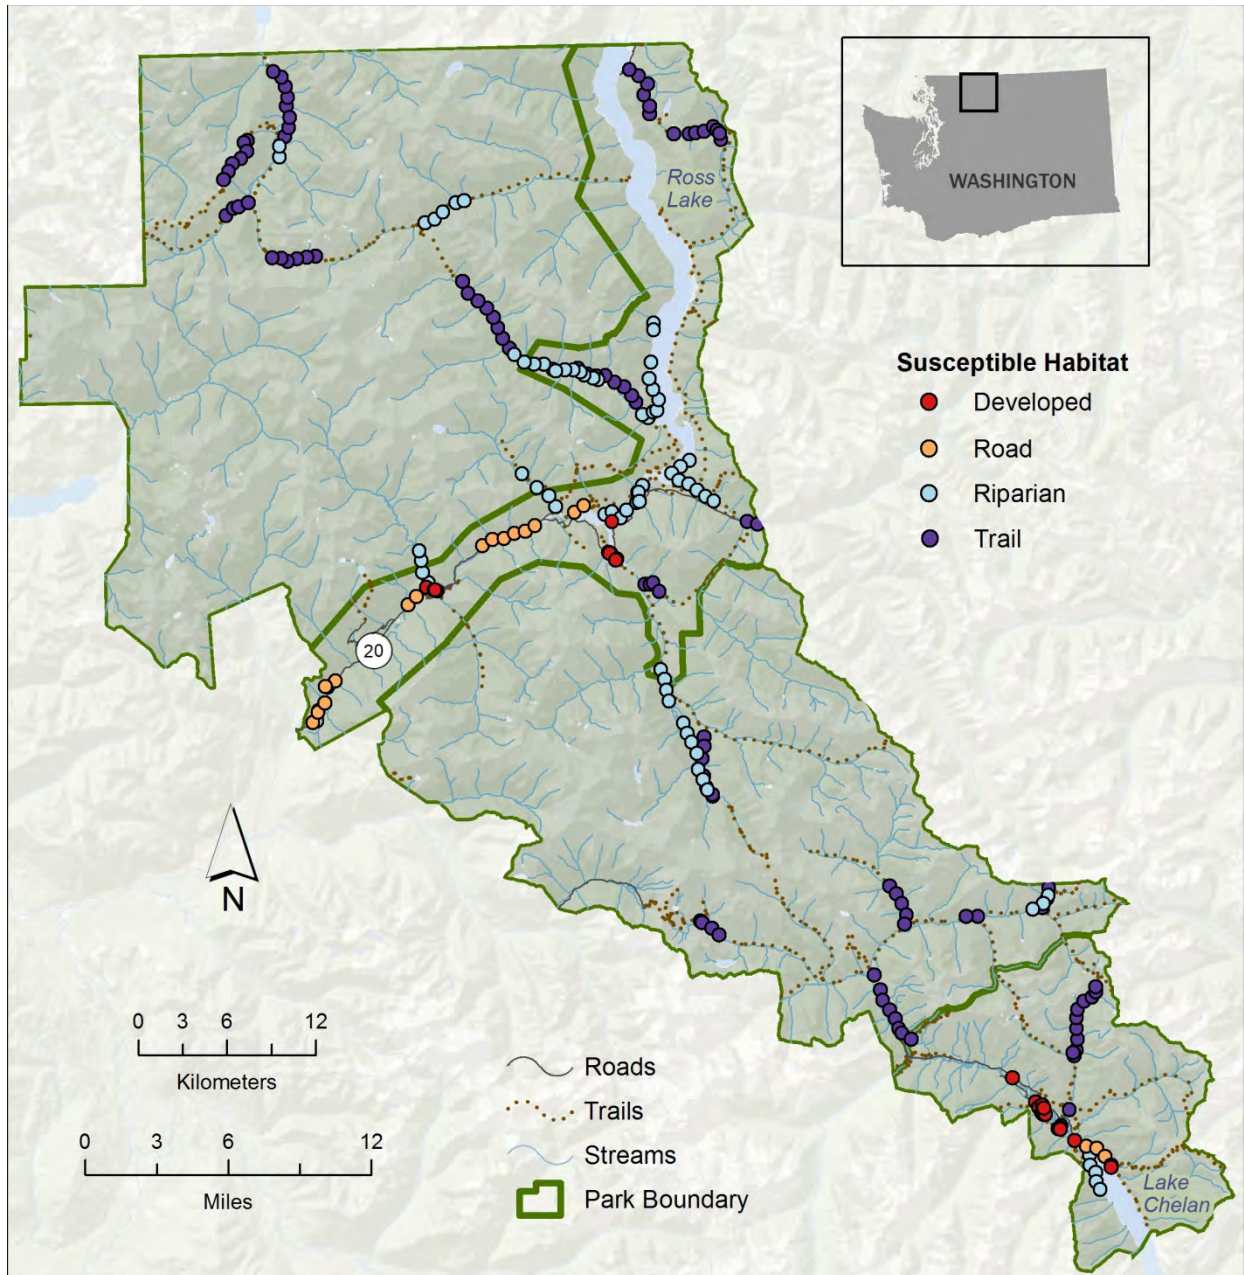 WASHINGTON
Ross
Lake
Susceptible Habitat
Developed
Road
Riparian
Trail
20
N
0 3 6 12
Kilometers
0 3 6 12
Miles
Roads
Trails
Streams
Park Boundary
Lake
Chelan